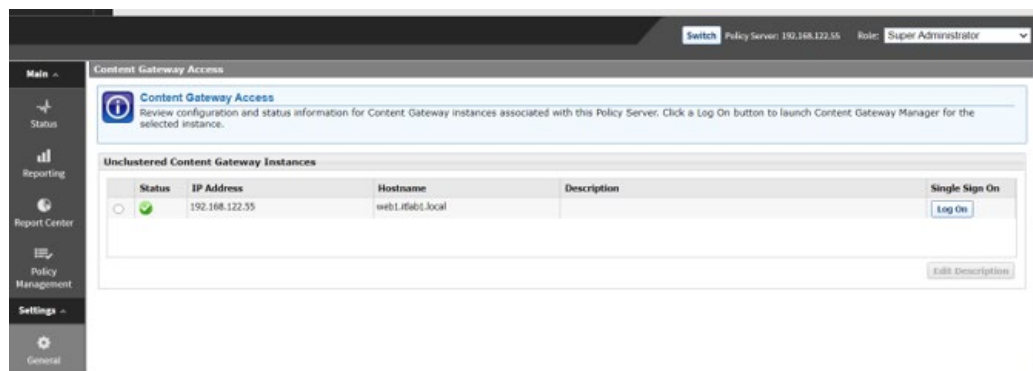 Switch Policy Server: 192.168.122.55 Role: Super Administrator
Main
Content Gateway Access
Content Gateway Access
Review configuration and status information for Content Gateway instances associated with this Policy Server. Click a Log On button to launch Content Gateway Manager for the
selected instance.
Status
Unclustered Content Gateway Instances
Reporting
Status IP Address Hostname Description Single Sign On
192.168.122.55 web1.itlab1.local Log On
Report Center
Policy
Management
Edit Description
Settings
General